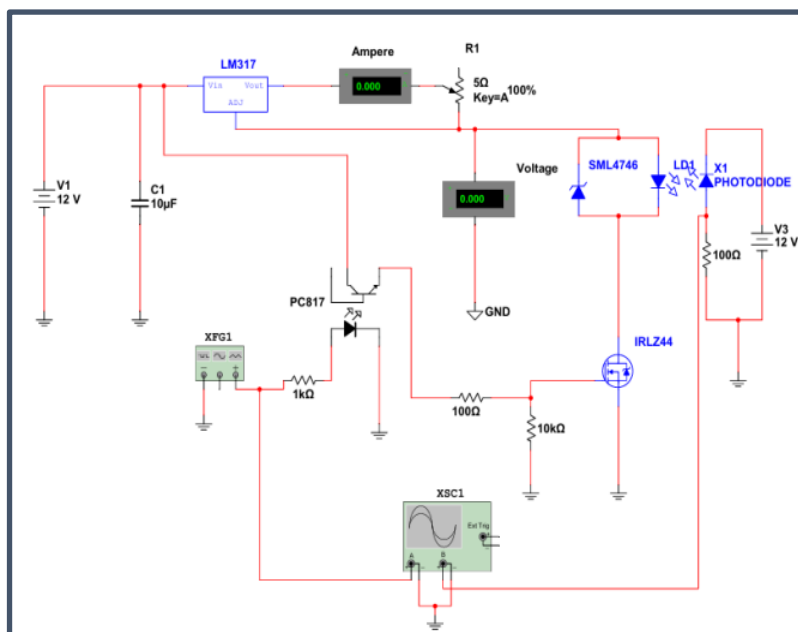 Ampere
R1
LM317
Vin
Vout
ADJ
0.000
5Ω
Key=A
100%
V1
12 V
C1
10µF
Voltage
0.000
GND
SML4746
LD1
X1
PHOTODIODE
100Ω
V3
12 V
PC817
IRLZ44
XFG1
1kΩ
100Ω
10kΩ
XSC1
Ext Trig
A
B